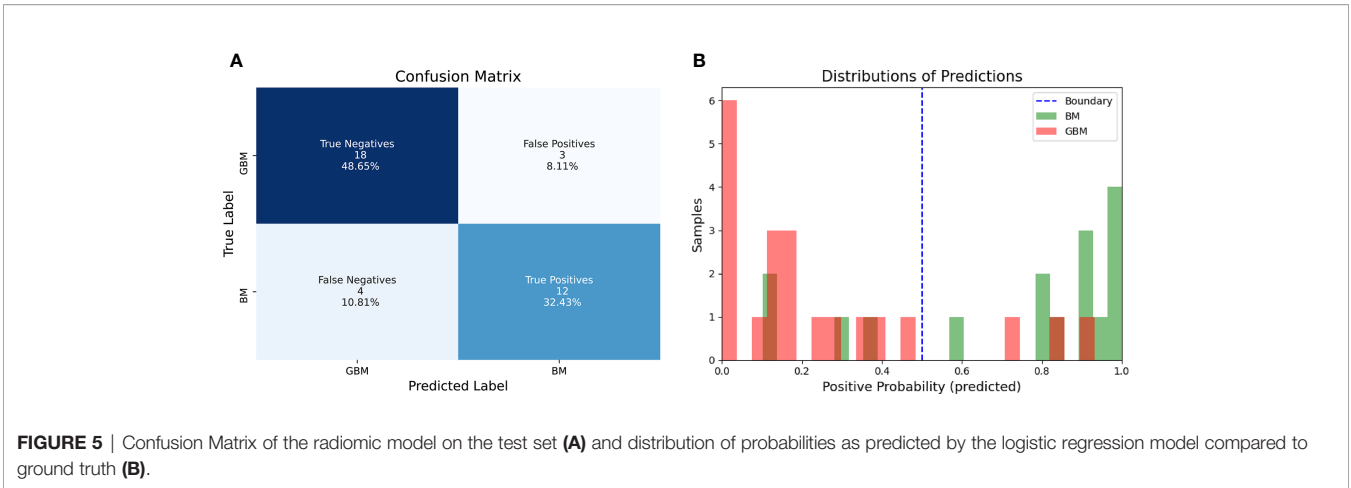 A
Confusion Matrix
True Label
GBM
BM
True Negatives
18
48.65%
False Positives
3
8.11%
False Negatives
4
10.81%
True Positives
12
32.43%
GBM
BM
Predicted Label
B
Distributions of Predictions
Boundary
BM
GBM
Samples
6
5
4
3
2
1
0
0.0 0.2 0.4 0.6 0.8 1.0
Positive Probability (predicted)
FIGURE 5 | Confusion Matrix of the radiomic model on the test set (A) and distribution of probabilities as predicted by the logistic regression model compared to
ground truth (B).